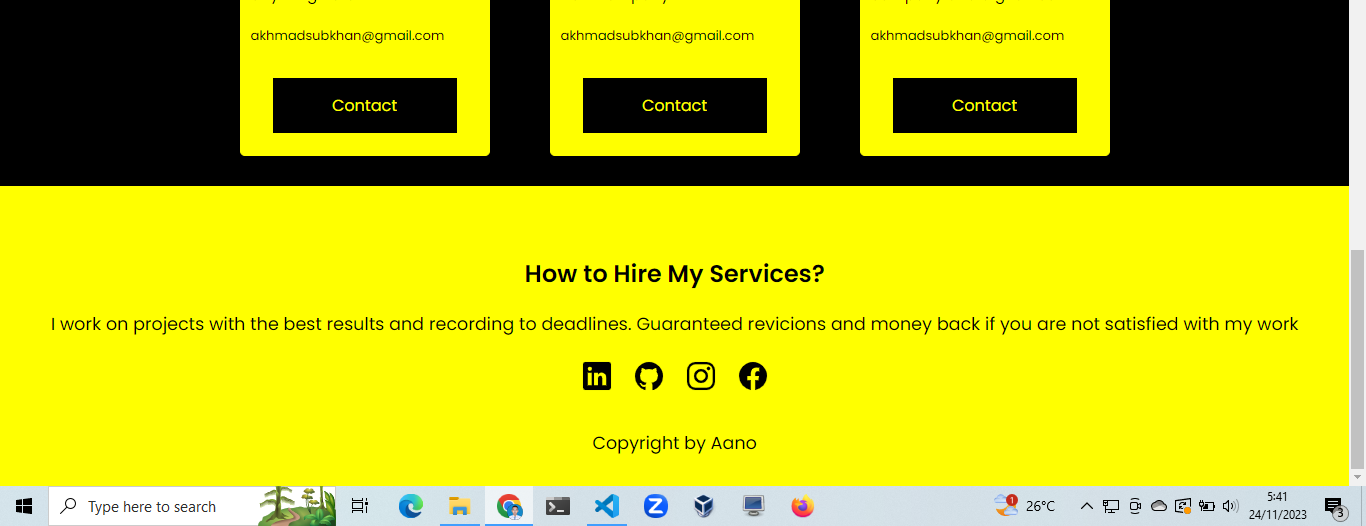 akhmadsubkhan@gmail.com akhmadsubkhan@gmail.com akhmadsubkhan@gmail.com
Contact Contact Contact
How to Hire My Services?
I work on projects with the best results and recording to deadlines. Guaranteed revicions and money back if you are not satisfied with my work
Copyright by Aano
Type here to search
1
26°C
5:41
24/11/2023
3